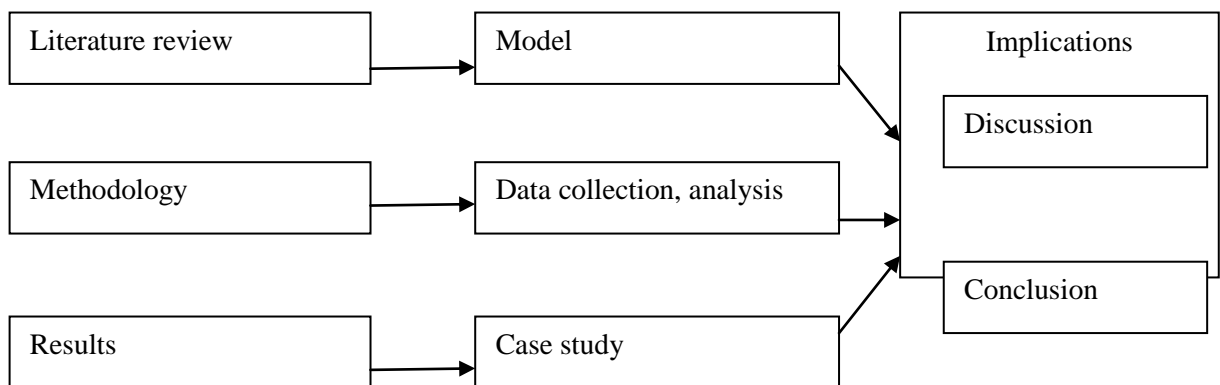 Literature review
Model
Implications
Discussion
Methodology
Data collection, analysis
Conclusion
Results
Case study